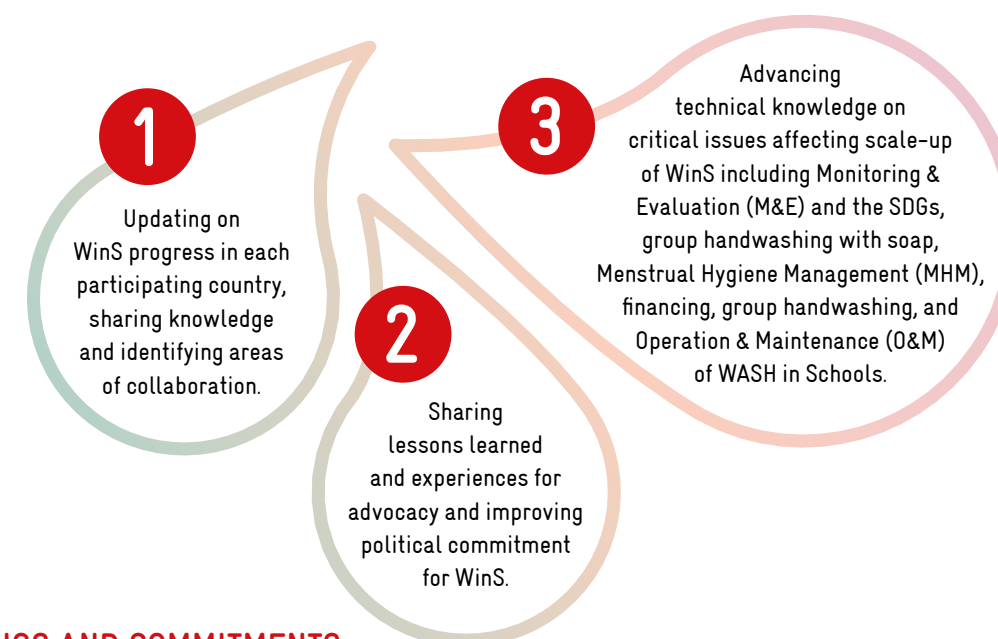 1
Updating on
WinS progress in each
participating country,
sharing knowledge
and identifying areas
of collaboration.
2
Sharing
lessons learned
and experiences for
advocacy and improving
political commitment
for WinS.
3
Advancing
technical knowledge on
critical issues affecting scale-up
of WinS including Monitoring &
Evaluation (M&E) and the SDGs,
group handwashing with soap,
Menstrual Hygiene Management (MHM),
financing, group handwashing, and
Operation & Maintenance (O&M)
of WASH in Schools.
AND COMMITMENTS